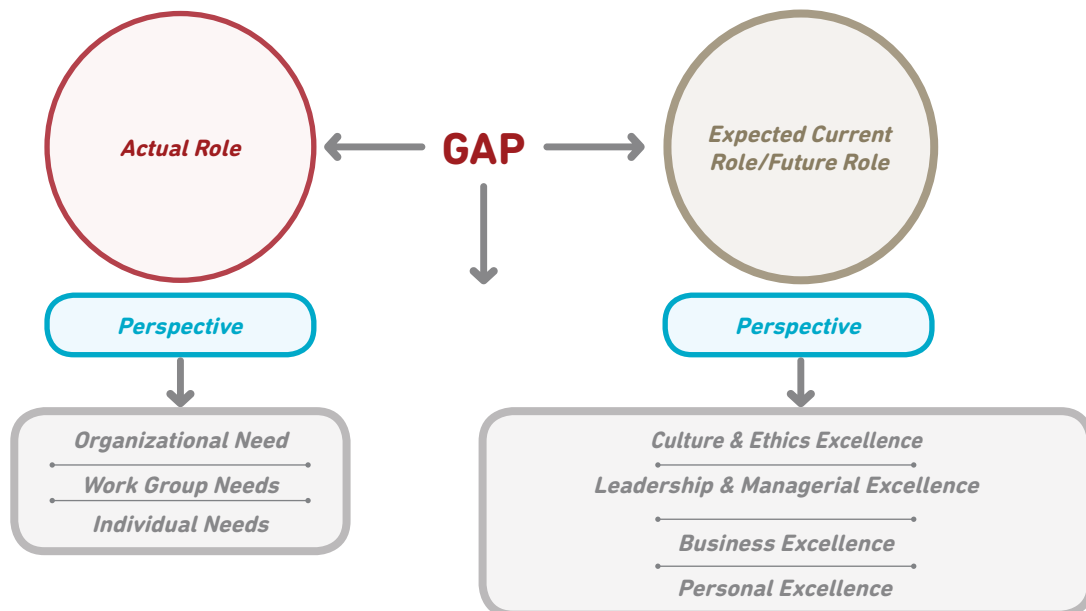 Actual Role
GAP
Expected Current
Role/Future Role
Perspective
Perspective
Organizational Need
Work Group Needs
Individual Needs
Culture & Ethics Excellence
Leadership & Managerial Excellence
Business Excellence
Personal Excellence